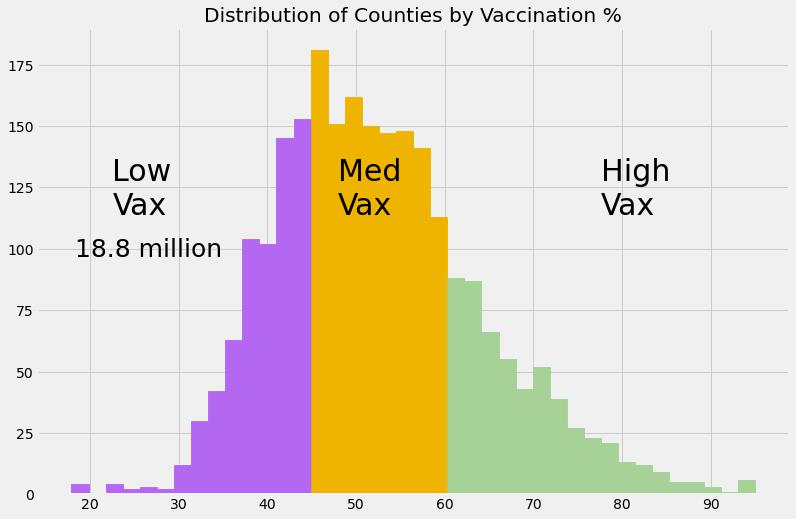 Distribution of Counties by Vaccination %
175
150
125
100
75
50
25
0
Low
Vax
18.8 million
Med
Vax
High
Vax
20 30 40 50 60 70 80 90